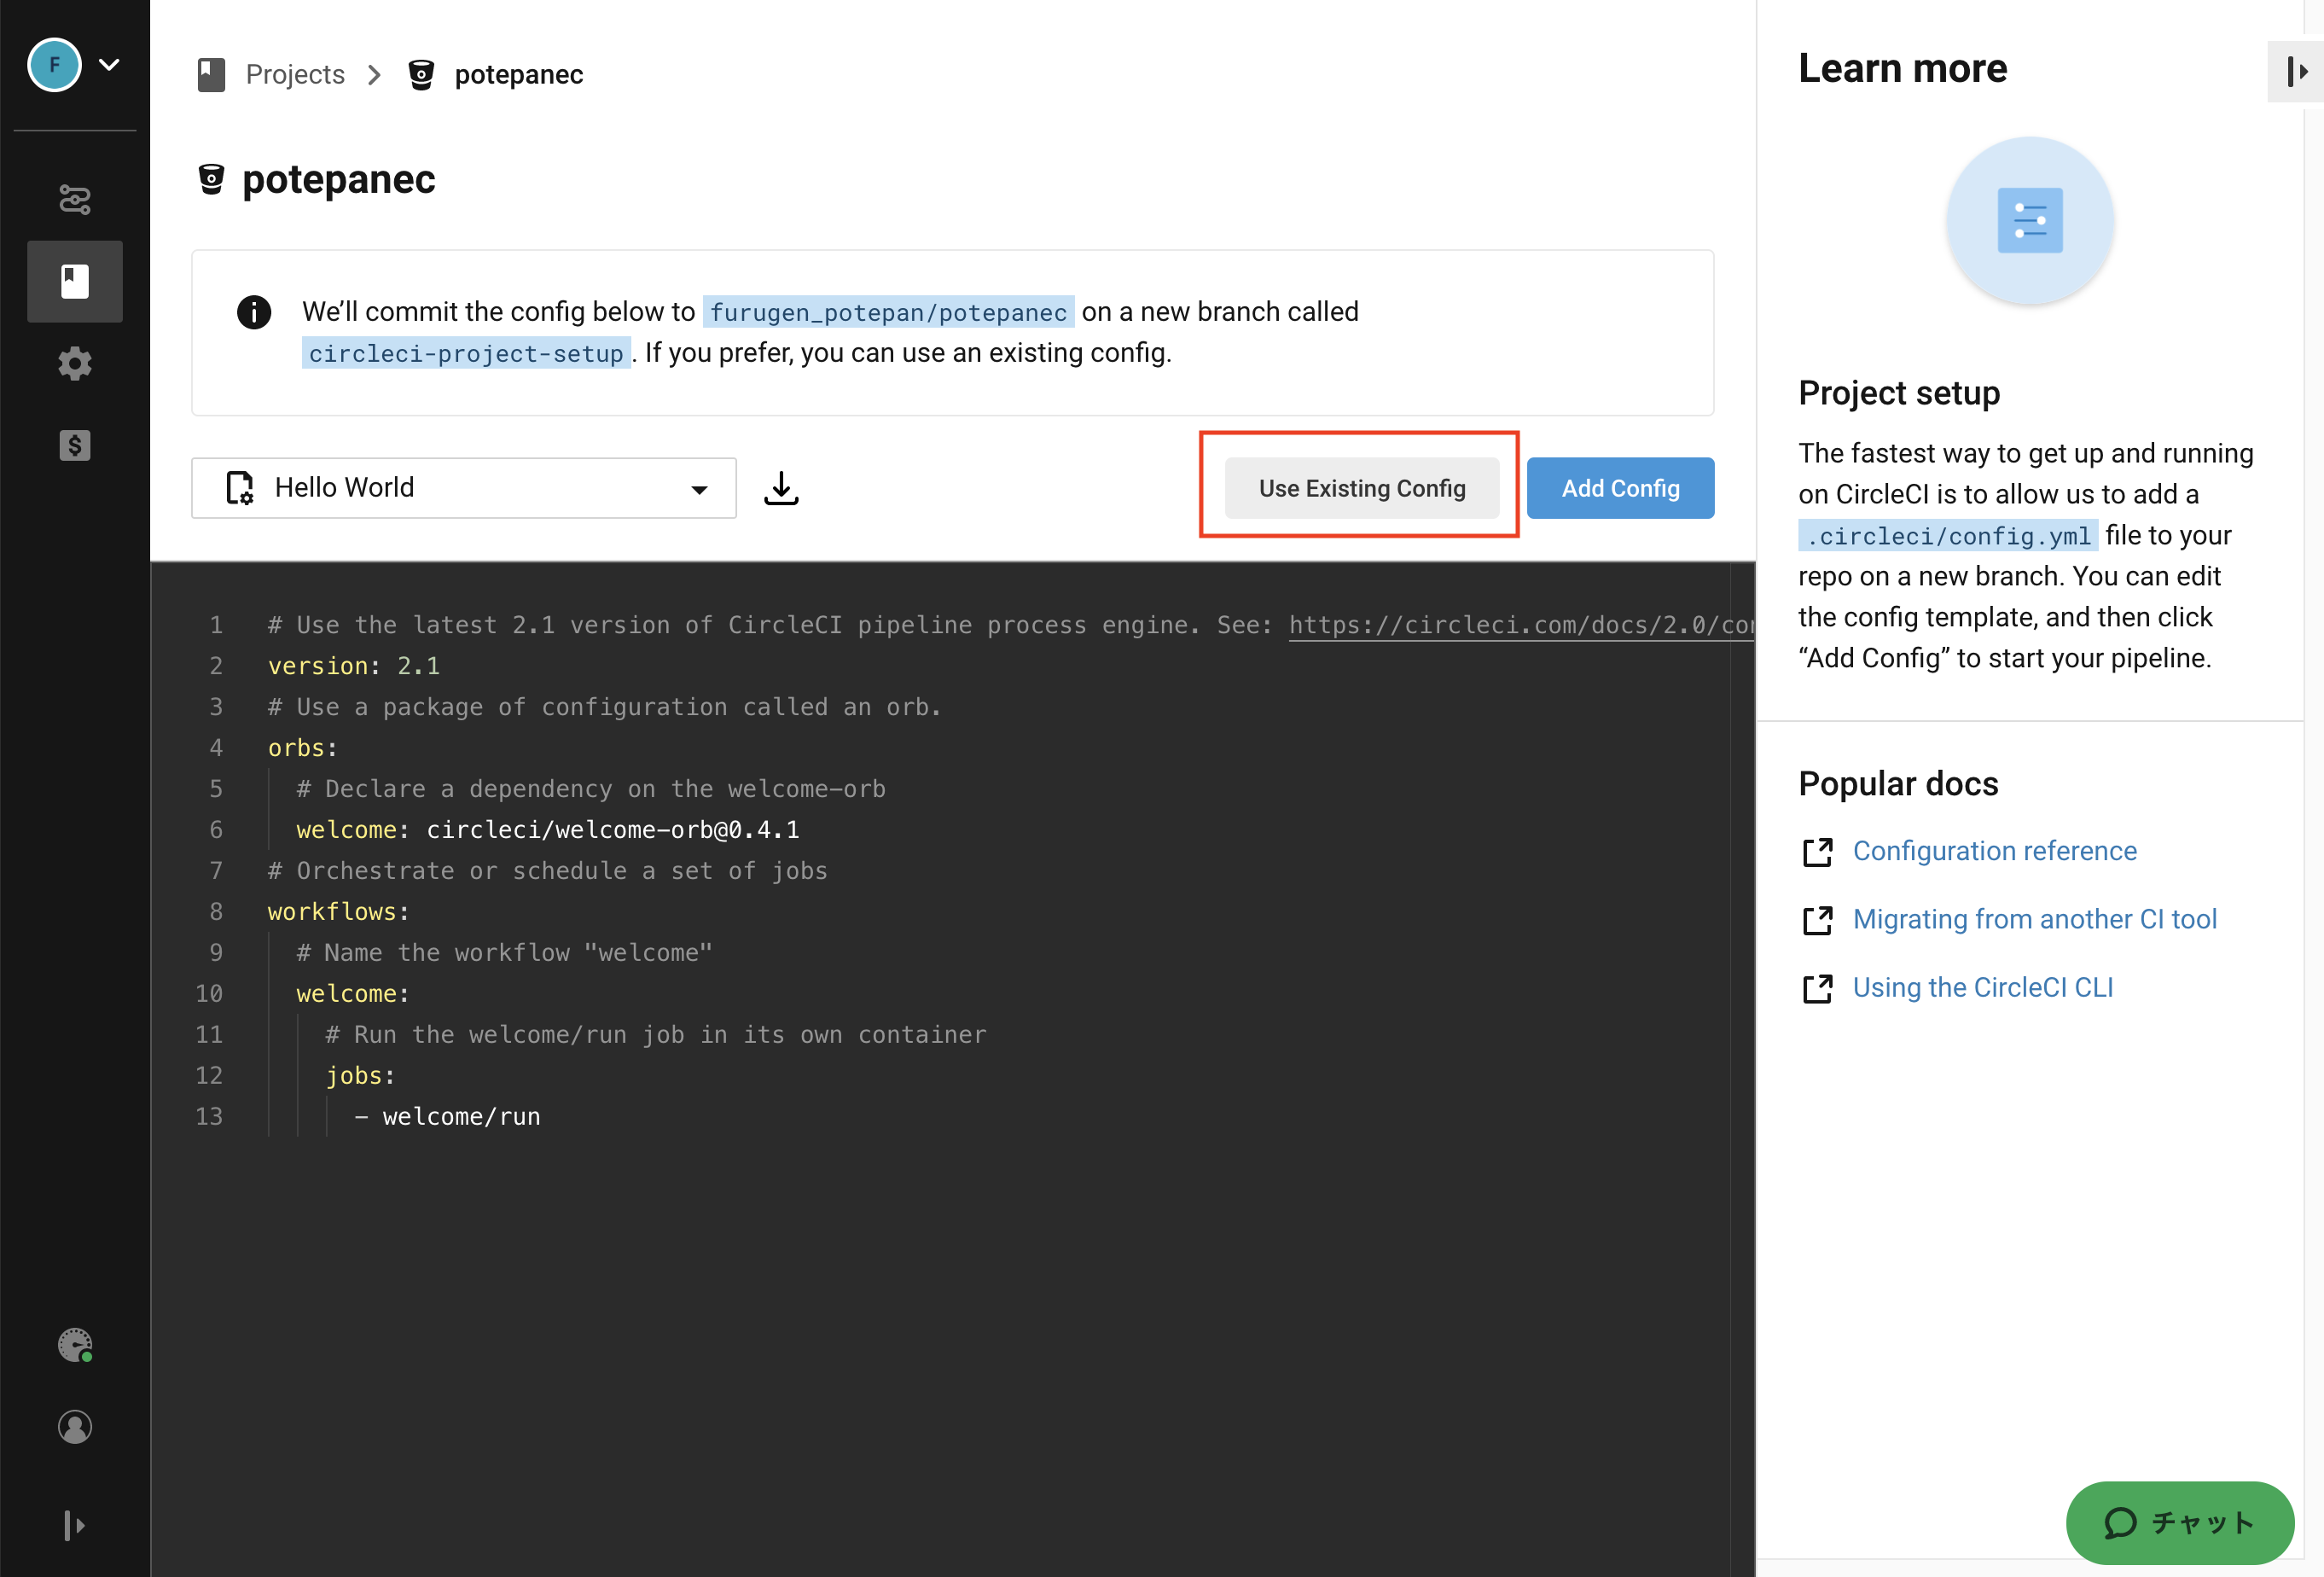 F
Projects
potepanec
potepanec
We’ll commit the config below to furugen_potepan/potepanec on a new branch called
circleci-project-setup. If you prefer, you can use an existing config.
Hello World
Use Existing Config
Add Config
1 # Use the latest 2.1 version of CircleCI pipeline process engine. See: https://circleci.com/docs/2.0/con
2 version: 2.1
3 # Use a package of configuration called an orb.
4 orbs:
5 # Declare a dependency on the welcome-orb
6 welcome: circleci/welcome-orb@0.4.1
7 # Orchestrate or schedule a set of jobs
8 workflows:
9 # Name the workflow "welcome"
10 welcome:
11 # Run the welcome/run job in its own container
12 jobs:
13 - welcome/run
Learn more
Project setup
The fastest way to get up and running
on CircleCI is to allow us to add a
.circleci/config.yml file to your
repo on a new branch. You can edit
the config template, and then click
“Add Config” to start your pipeline.
Popular docs
Configuration reference
Migrating from another CI tool
Using the CircleCI CLI
チャット